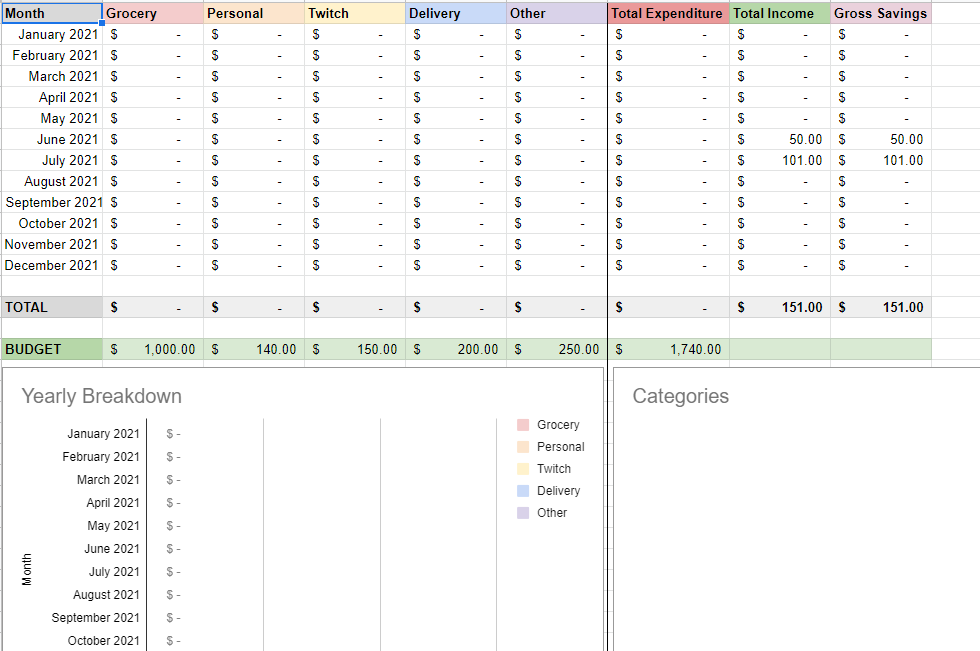 Month Grocery Personal Twitch Delivery Other Total Expenditure Total Income Gross Savings
January 2021 $ - $ - $ - $ - $ - $ - $ - $ -
February 2021 $ - $ - $ - $ - $ - $ - $ - $ -
March 2021 $ - $ - $ - $ - $ - $ - $ - $ -
April 2021 $ - $ - $ - $ - $ - $ - $ - $ -
May 2021 $ - $ - $ - $ - $ - $ - $ - $ -
June 2021 $ - $ - $ - $ - $ - $ - $ 50.00 $ 50.00
July 2021 $ - $ - $ - $ - $ - $ - $ 101.00 $ 101.00
August 2021 $ - $ - $ - $ - $ - $ - $ - $ -
September 2021 $ - $ - $ - $ - $ - $ - $ - $ -
October 2021 $ - $ - $ - $ - $ - $ - $ - $ -
November 2021 $ - $ - $ - $ - $ - $ - $ - $ -
December 2021 $ - $ - $ - $ - $ - $ - $ - $ -
TOTAL $ - $ - $ - $ - $ - $ - $ 151.00 $ 151.00
BUDGET $ 1,000.00 $ 140.00 $ 150.00 $ 200.00 $ 250.00 $ 1,740.00
Yearly Breakdown
Month
January 2021 $ -
February 2021 $ -
March 2021 $ -
April 2021 $ -
May 2021 $ -
June 2021 $ -
July 2021 $ -
August 2021 $ -
September 2021 $ -
October 2021 $ -
Grocery
Personal
Twitch
Delivery
Other
Categories